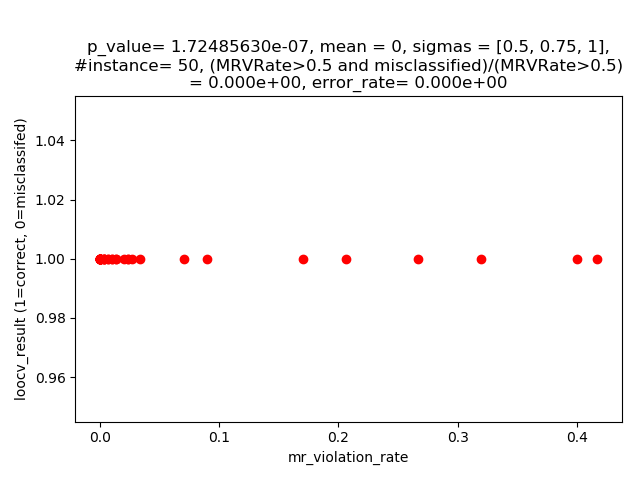 p_value= 1.72485630e-07, mean = 0, sigmas = [0.5, 0.75, 1],
#instance= 50, (MRVRate>0.5 and misclassified)/(MRVRate>0.5)
= 0.000e+00, error_rate= 0.000e+00
1.04
1.02
1.00
0.98
0.96
loocv_result (1=correct, 0=misclassifed)
0.0 0.1 0.2 0.3 0.4
mr_violation_rate